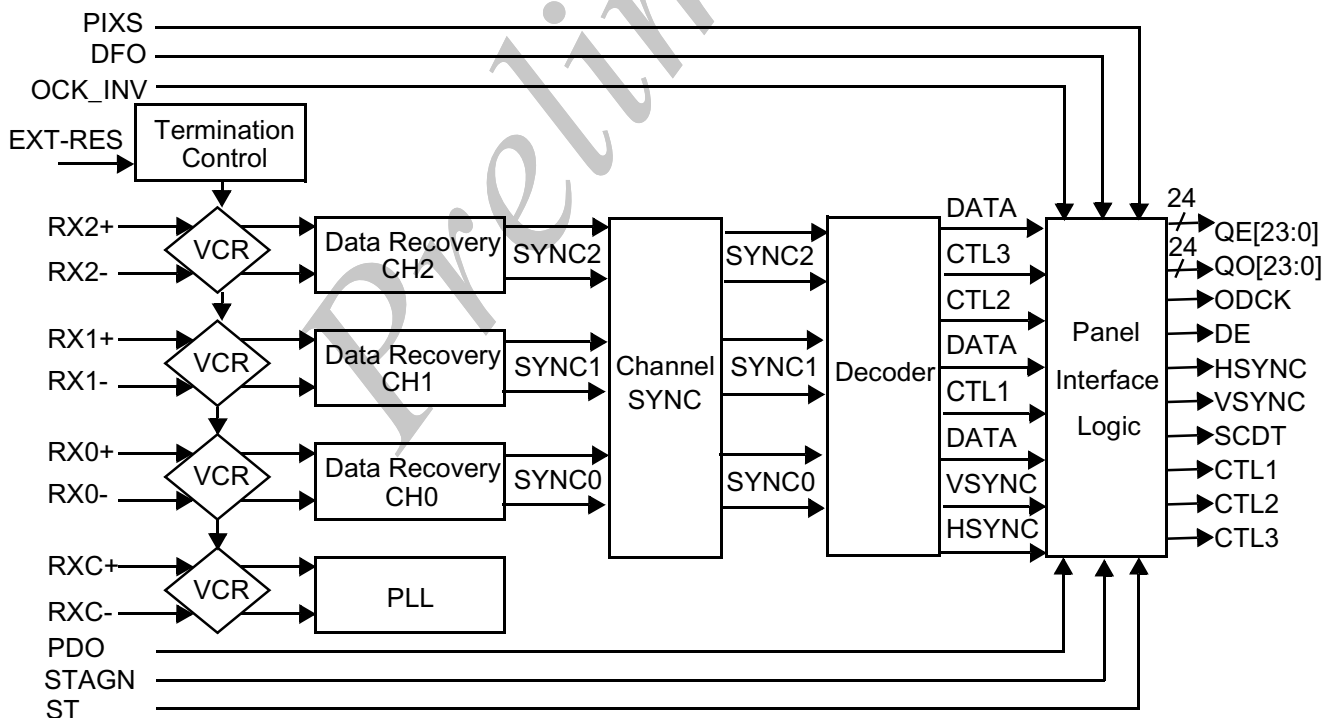 PIXS
DFO
OCK_INV
EXT-RES
Termination
Control
RX2+
RX2-
VCR
Data Recovery
CH2
SYNC2
RX1+
RX1-
VCR
Data Recovery
CH1
SYNC1
RX0+
RX0-
VCR
Data Recovery
CH0
SYNC0
RXC+
RXC-
VCR
PLL
Channel
SYNC
SYNC2
SYNC1
SYNC0
Decoder
DATA
CTL3
CTL2
DATA
CTL1
DATA
VSYNC
HSYNC
Panel
Interface
Logic
24
QE[23:0]
24
QO[23:0]
ODCK
DE
HSYNC
VSYNC
SCDT
CTL1
CTL2
CTL3
PDO
STAGN
ST
Prelin